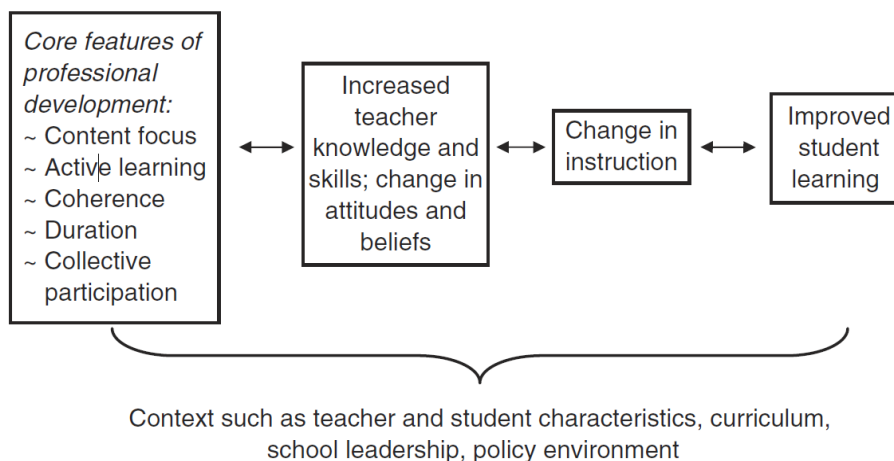 Core features of
professional
development:
~ Content focus
~ Active learning
~ Coherence
~ Duration
~ Collective
participation
Increased
teacher
knowledge and
skills; change in
attitudes and
beliefs
Change in
instruction
Improved
student
learning
Context such as teacher and student characteristics, curriculum,
school leadership, policy environment